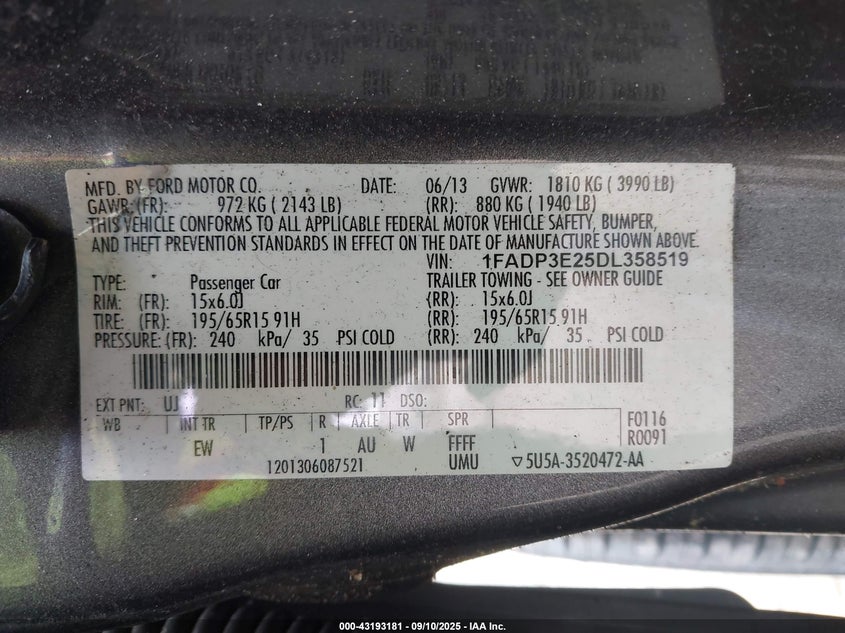 MFD. BY FORD MOTOR CO. DATE: 06/13 GVWR: 1810 KG ( 3990 LB)
GAWR: (FR): 972 KG ( 2143 LB) (RR): 880 KG ( 1940 LB)
THIS VEHICLE CONFORMS TO ALL APPLICABLE FEDERAL MOTOR VEHICLE SAFETY, BUMPER,
AND THEFT PREVENTION STANDARDS IN EFFECT ON THE DATE OF MANUFACTURE SHOWN ABOVE.
VIN: 1FADP3E25DL358519
TYPE: Passenger Car TRAILER TOWING - SEE OWNER GUIDE
RIM: (FR): 15x6.0J (RR): 15x6.0J
TIRE: (FR): 195/65R15 91H (RR): 195/65R15 91H
PRESSURE: (FR): 240 kPa/ 35 PSI COLD (RR): 240 kPa/ 35 PSI COLD
EXT PNT: UJ RC: 11 DSO:
WB INT TR TP/PS R AXLE TR SPR F0116
EW 1 AU W FFFF R0091
1201306087521 UMU ▽5U5A-3520472-AA
000-43193181 - 09/10/2025 - IAA Inc.